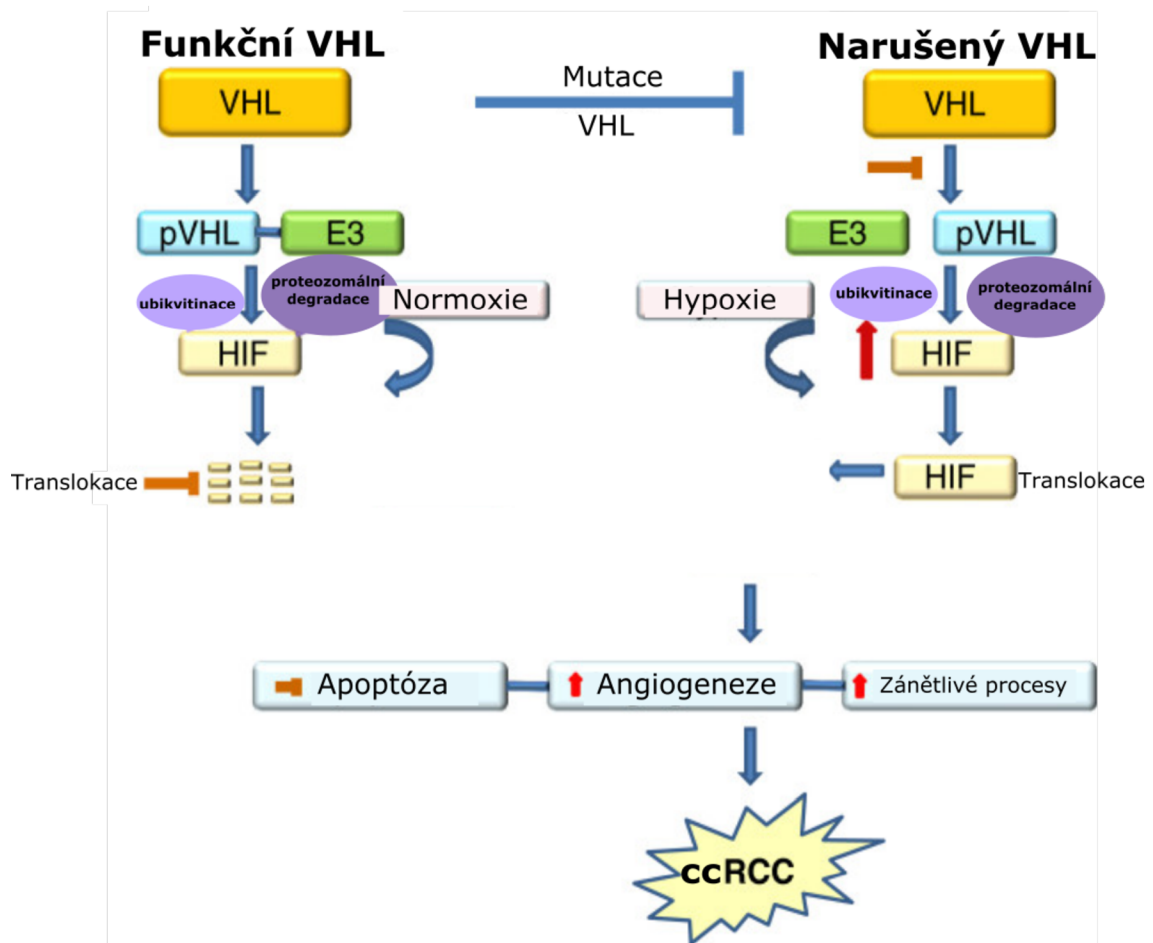 Funkční VHL
VHL
pVHL
E3
ubikvitinace
proteozomální
degradace
Normoxie
HIF
Translokace
Mutace
VHL
Narušený VHL
VHL
E3
pVHL
Hypoxie
ubikvitinace
proteozomální
degradace
HIF
HIF
Translokace
Apoptóza
Angiogeneze
Zánětlivé procesy
ccRCC